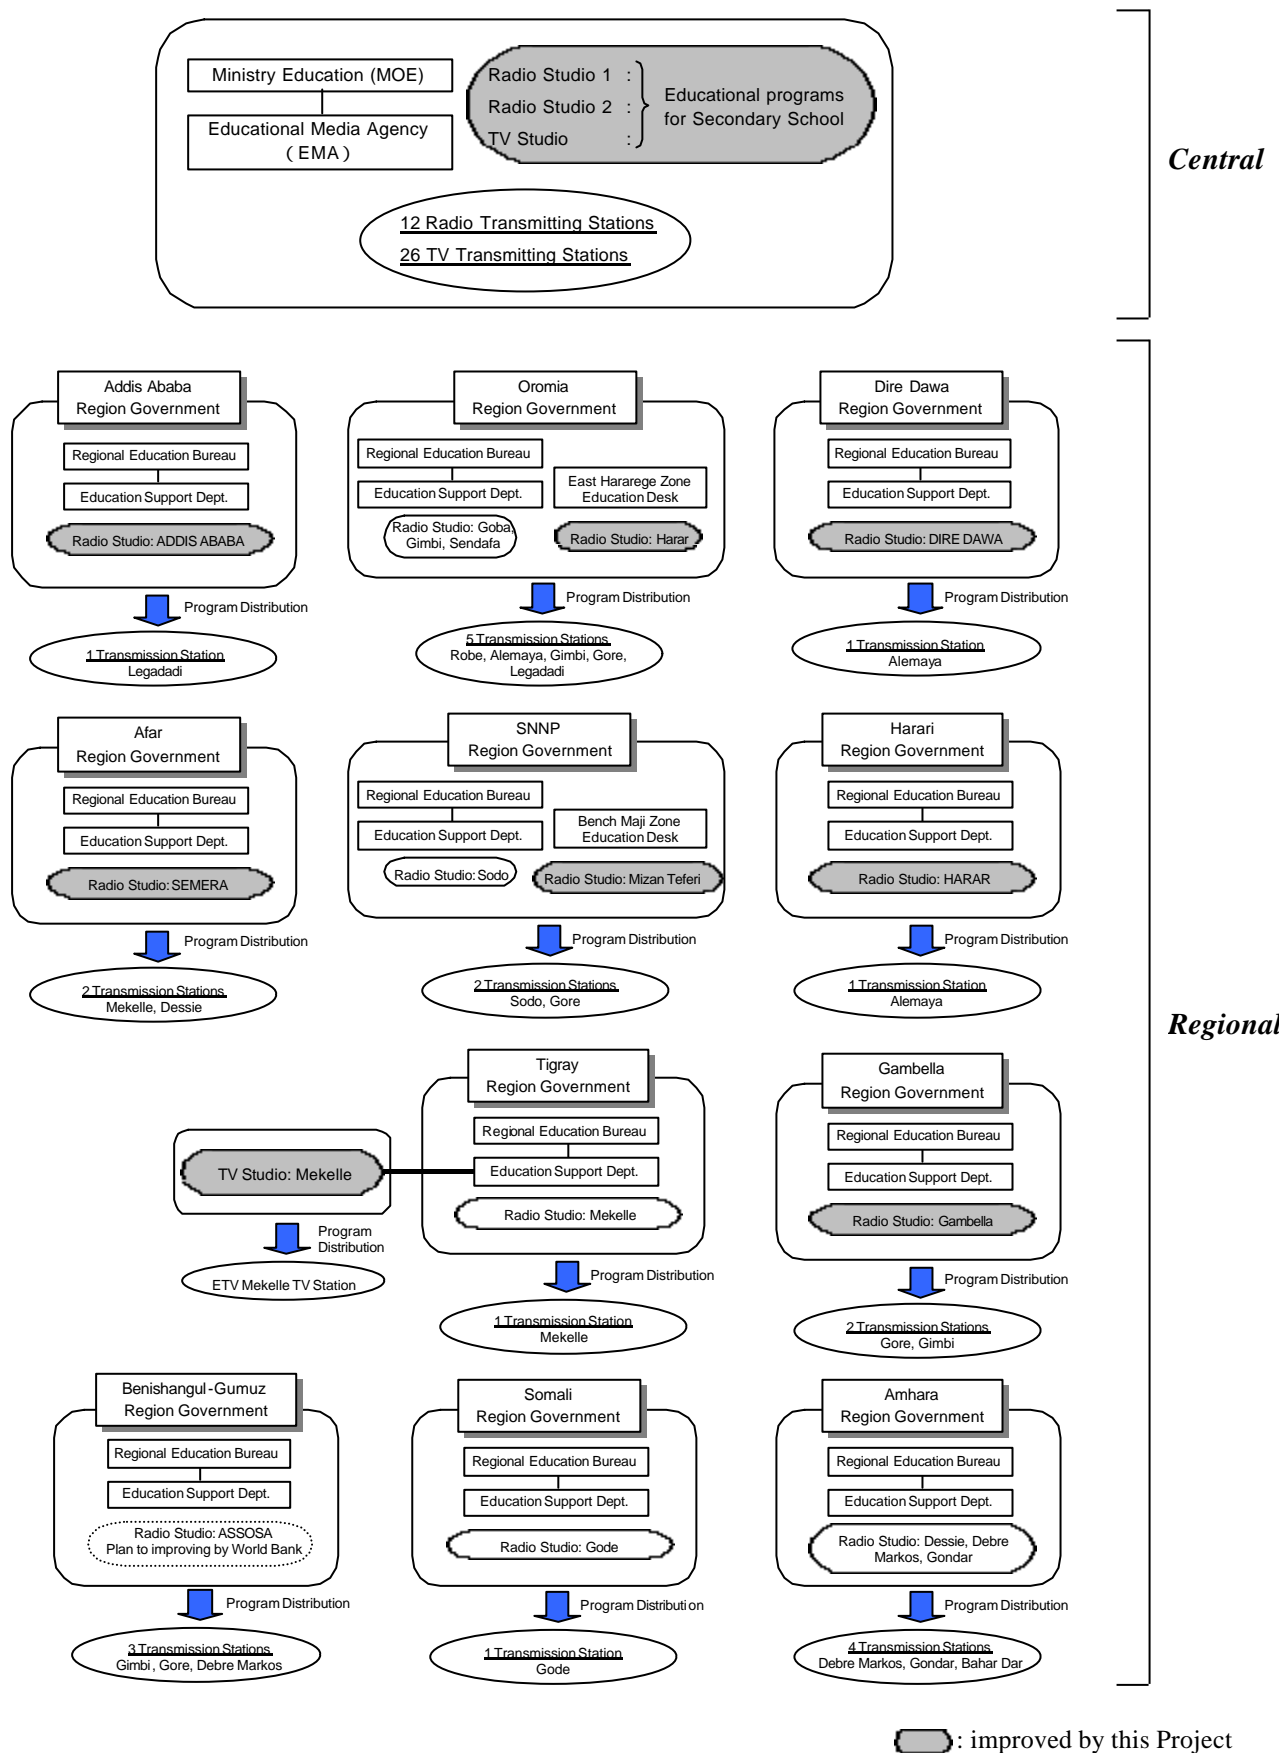 Ministry Education (MOE)
Educational Media Agency
( EMA )
Radio Studio 1 :
Radio Studio 2 :
TV Studio :
Educational programs
for Secondary School
12 Radio Transmitting Stations
26 TV Transmitting Stations
Central
Addis Ababa
Region Government
Regional Education Bureau
Education Support Dept.
Radio Studio: ADDIS ABABA
Program Distribution
1 Transmission Station
Legadadi
Oromia
Region Government
Regional Education Bureau
Education Support Dept.
East Hararege Zone
Education Desk
Radio Studio: Goba,
Gimbi, Sendafa
Radio Studio: Harar
Program Distribution
5 Transmission Stations
Robe, Alemaya, Gimbi, Gore,
Legadadi
Dire Dawa
Region Government
Regional Education Bureau
Education Support Dept.
Radio Studio: DIRE DAWA
Program Distribution
1 Transmission Station
Alemaya
Afar
Region Government
Regional Education Bureau
Education Support Dept.
Radio Studio: SEMERA
Program Distribution
2 Transmission Stations
Mekelle, Dessie
SNNP
Region Government
Regional Education Bureau
Education Support Dept.
Bench Maji Zone
Education Desk
Radio Studio: Sodo
Radio Studio: Mizan Teferi
Program Distribution
2 Transmission Stations
Sodo, Gore
Harari
Region Government
Regional Education Bureau
Education Support Dept.
Radio Studio: HARAR
Program Distribution
1 Transmission Station
Alemaya
Regional
TV Studio: Mekelle
Program
Distribution
ETV Mekelle TV Station
Tigray
Region Government
Regional Education Bureau
Education Support Dept.
Radio Studio: Mekelle
Program Distribution
1 Transmission Station
Mekelle
Gambella
Region Government
Regional Education Bureau
Education Support Dept.
Radio Studio: Gambella
Program Distribution
2 Transmission Stations
Gore, Gimbi
Benishangul-Gumuz
Region Government
Regional Education Bureau
Education Support Dept.
Radio Studio: ASSOSA
Plan to improving by World Bank
Program Distribution
3 Transmission Stations
Gimbi, Gore, Debre Markos
Somali
Region Government
Regional Education Bureau
Education Support Dept.
Radio Studio: Gode
Program Distribution
1 Transmission Station
Gode
Amhara
Region Government
Regional Education Bureau
Education Support Dept.
Radio Studio: Dessie, Debre
Markos, Gondar
Program Distribution
4 Transmission Stations
Debre Markos, Gondar, Bahar Dar
: improved by this Project